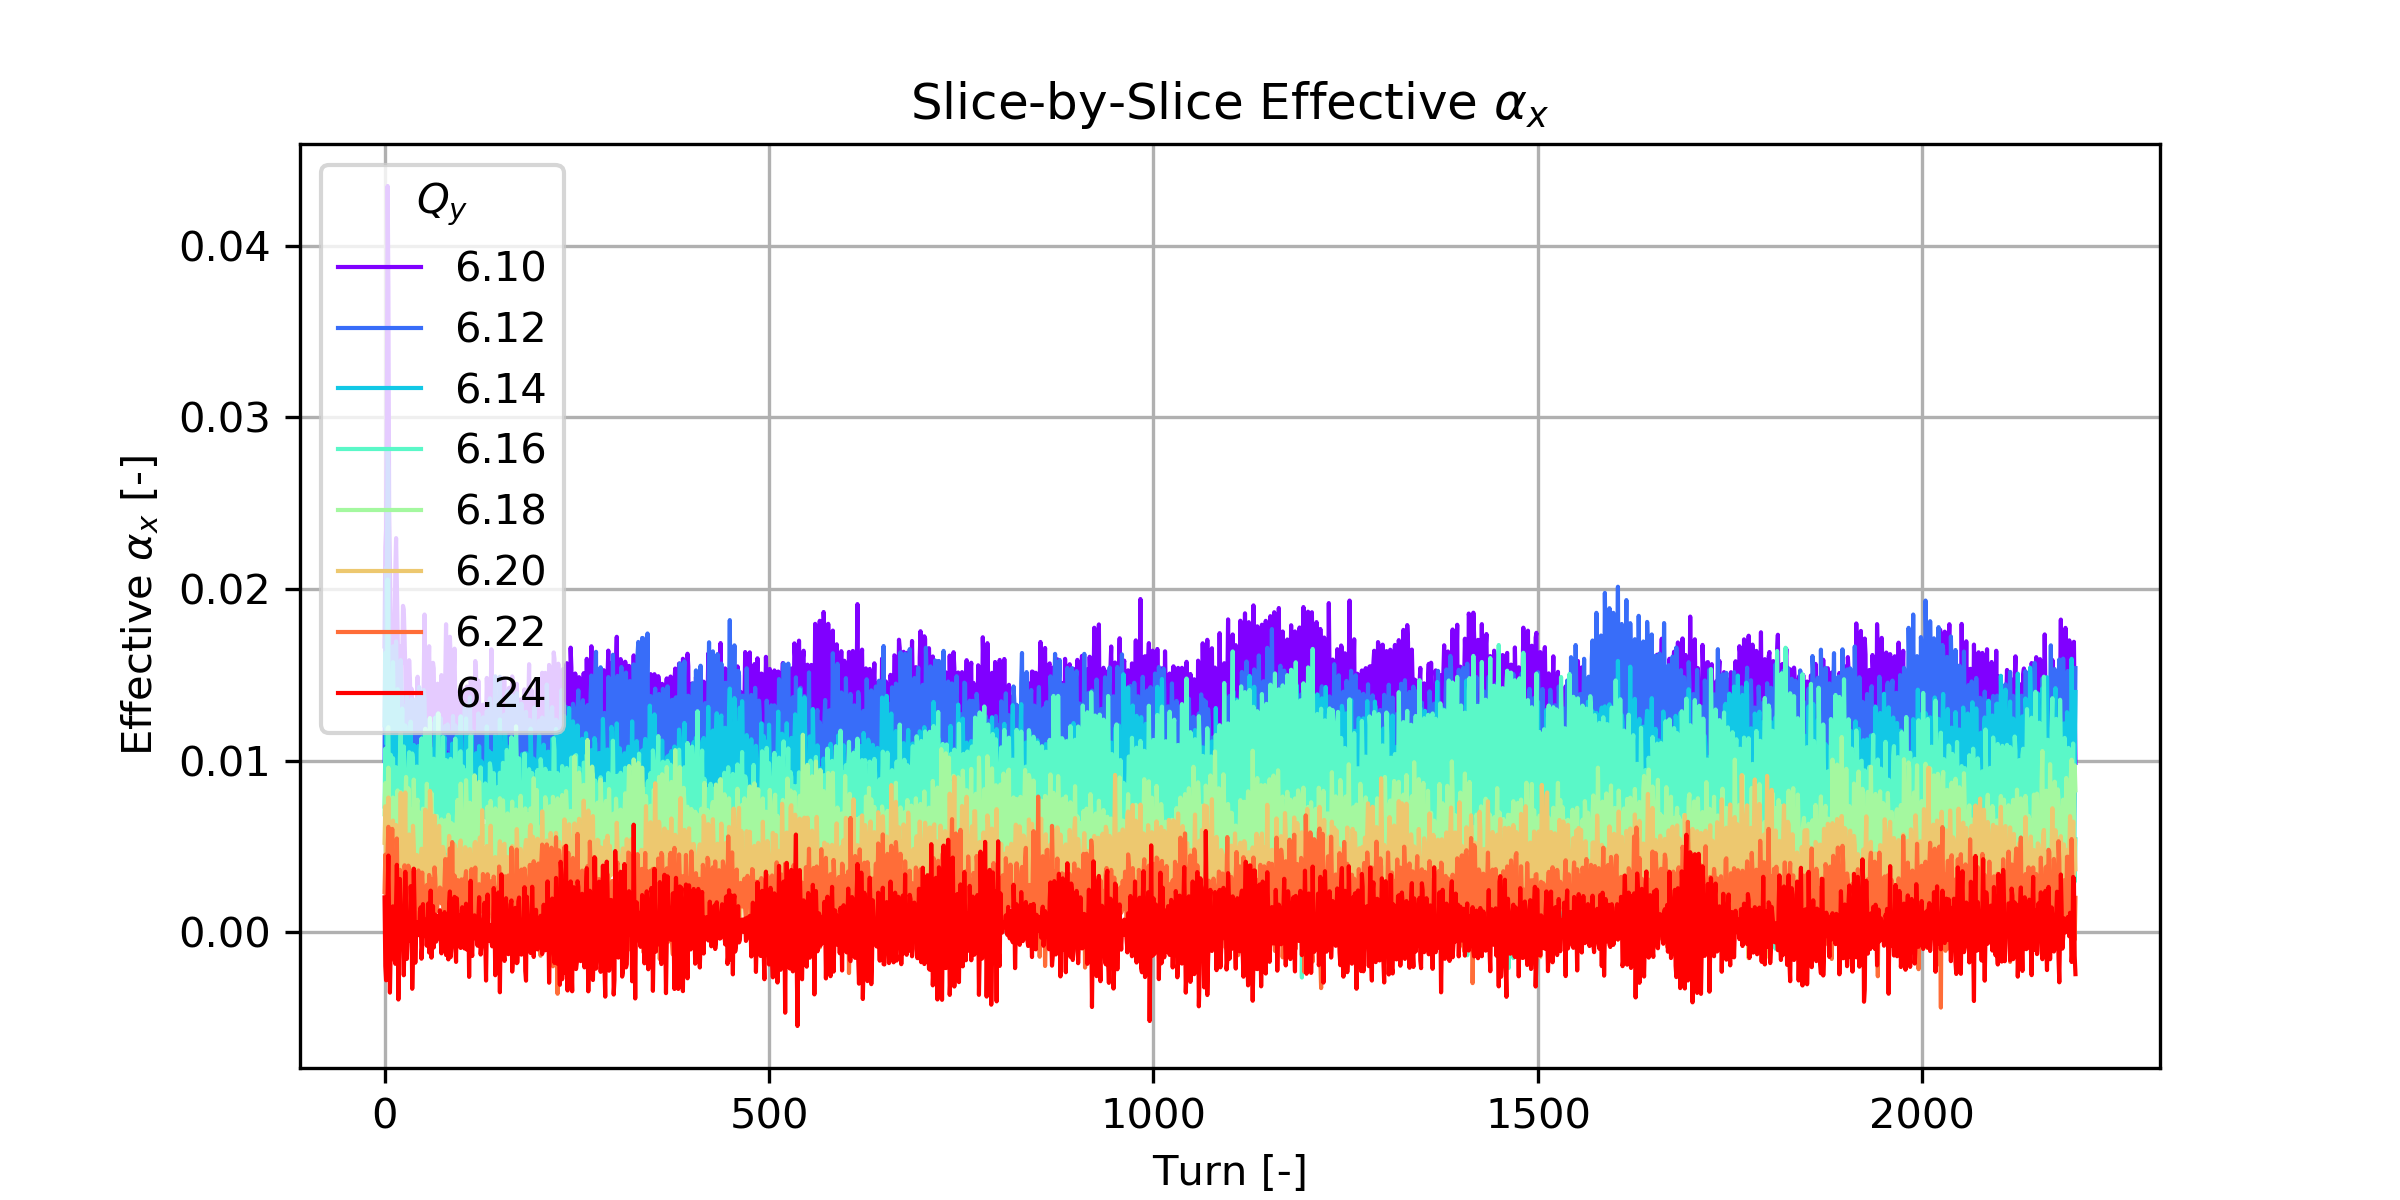 Slice-by-Slice Effective αx
Effective αx [-]
0.04
0.03
0.02
0.01
0.00
Qy
6.10
6.12
6.14
6.16
6.18
6.20
6.22
6.24
0 500 1000 1500 2000
Turn [-]